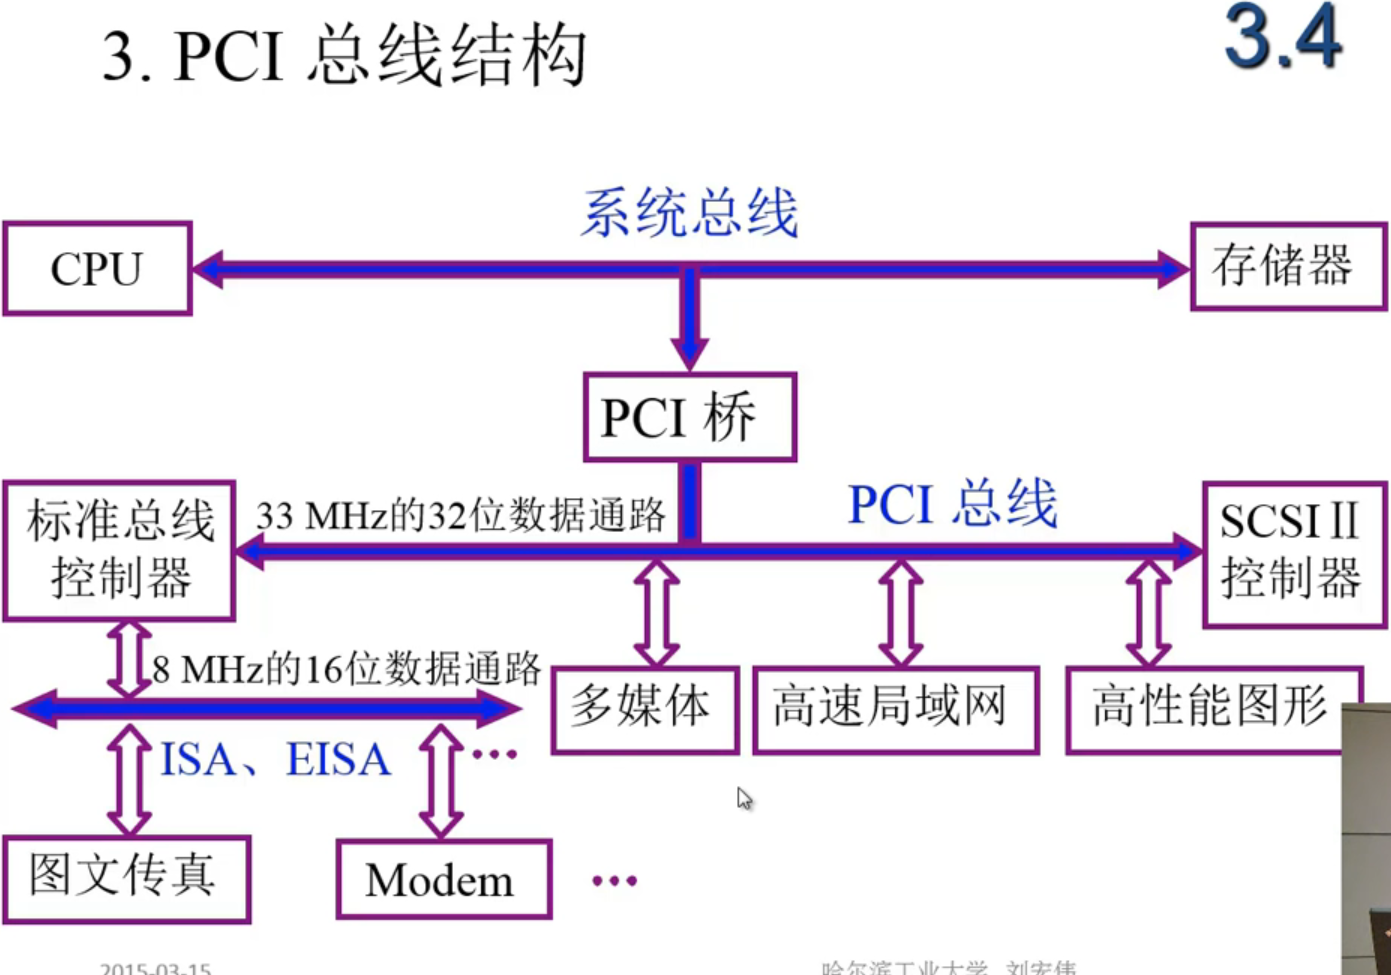 3. PCI 总线结构
3.4
系统总线
CPU
存储器
PCI 桥
33 MHz的32位数据通路
PCI 总线
标准总线
控制器
SCSI Ⅱ
控制器
8 MHz的16位数据通路
多媒体
高速局域网
高性能图形
ISA、EISA
…
图文传真
Modem
…
2015-03-15
哈尔滨工业大学 刘宏伟